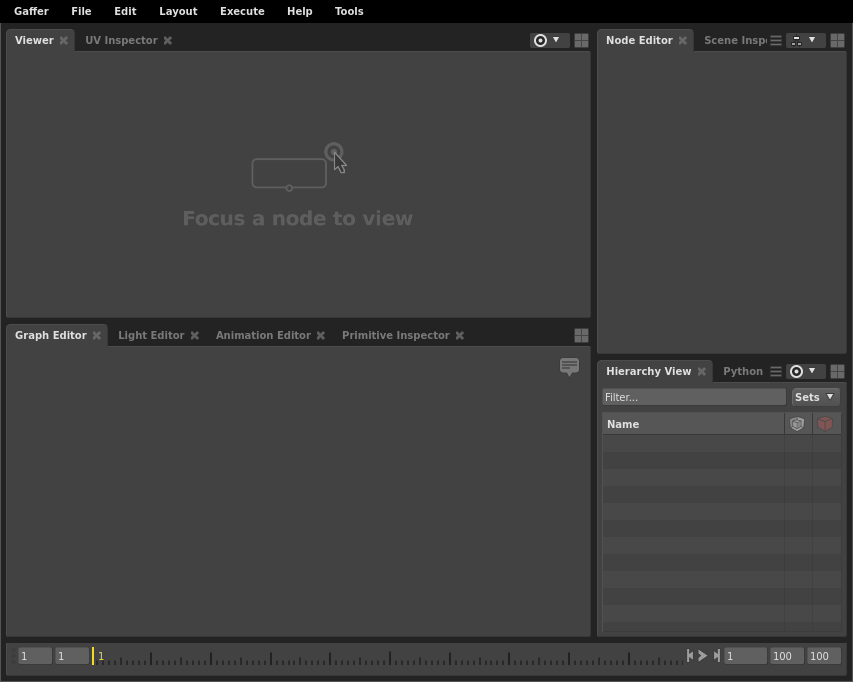 Gaffer File Edit Layout Execute Help Tools
Viewer UV Inspector
Node Editor Scene Insp
Focus a node to view
Graph Editor Light Editor Animation Editor Primitive Inspector
Hierarchy View Python
Filter... Sets
Name
1 1 1 1 100 100